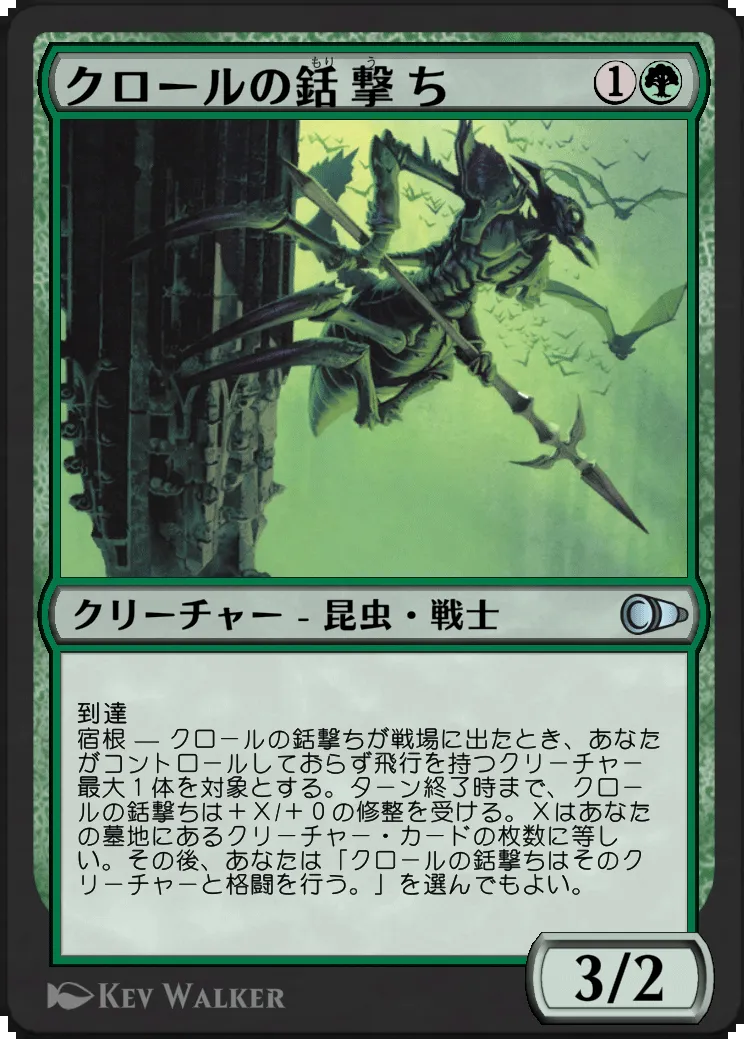 クロールの銛撃ち
もり う
1
クリーチャー - 昆虫・戦士
到達
宿根 — クロールの銛撃ちが戦場に出たとき、あなた
がコントロールしておらず飛行を持つクリーチャー
最大1体を対象とする。ターン終了時まで、クロー
ルの銛撃ちは+X/+0の修整を受ける。Xはあなた
の墓地にあるクリーチャー・カードの枚数に等し
い。その後、あなたは「クロールの銛撃ちはそのク
リーチャーと格闘を行う。」を選んでもよい。
3/2
KEV WALKER